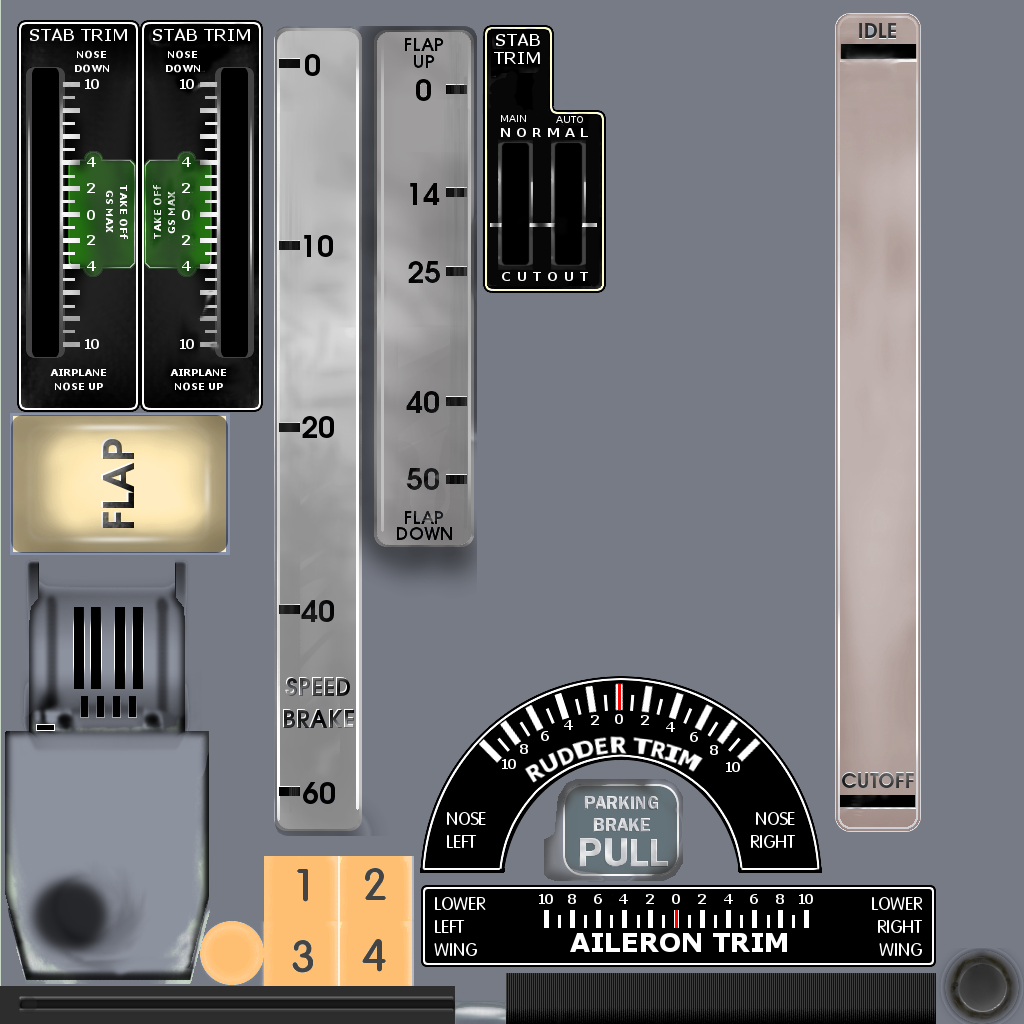 STAB TRIM
NOSE
DOWN
10
4
2
0
2
4
10
TAKE OFF
GS MAX
AIRPLANE
NOSE UP
STAB TRIM
NOSE
DOWN
10
4
2
0
2
4
10
TAKE OFF
GS MAX
AIRPLANE
NOSE UP
0
10
20
40
SPEED
BRAKE
60
FLAP
UP
0
14
25
40
50
FLAP
DOWN
STAB
TRIM
MAIN AUTO
NORMAL
CUTOUT
IDLE
CUTOFF
FLAP
10 8 6 4 2 0 2 4 6 8 10
RUDDER TRIM
NOSE
LEFT
NOSE
RIGHT
PARKING
BRAKE
PULL
1 2
3 4
LOWER
LEFT
WING
10 8 6 4 2 0 2 4 6 8 10
AILERON TRIM
LOWER
RIGHT
WING